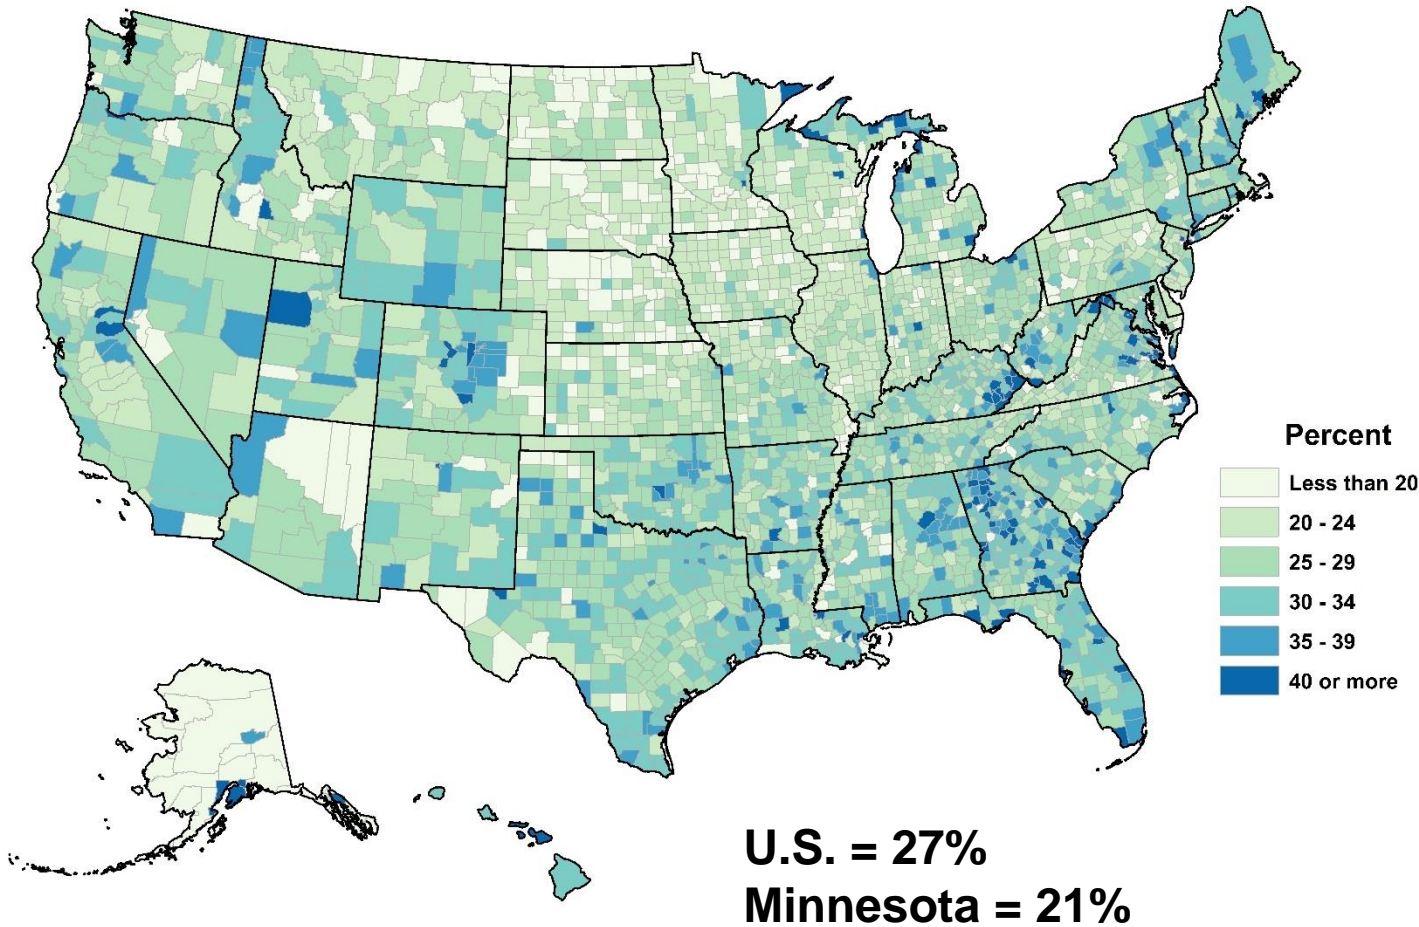 Percent
Less than 20
20 - 24
25 - 29
30 - 34
35 - 39
40 or more
U.S. = 27%
Minnesota = 21%